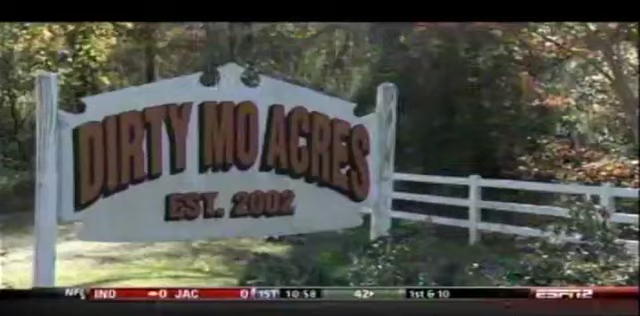 DIRTY MO ACRES
EST. 2002
NFL IND 0 JAC 0 1ST 10:58 42 1st & 10 ESPN2